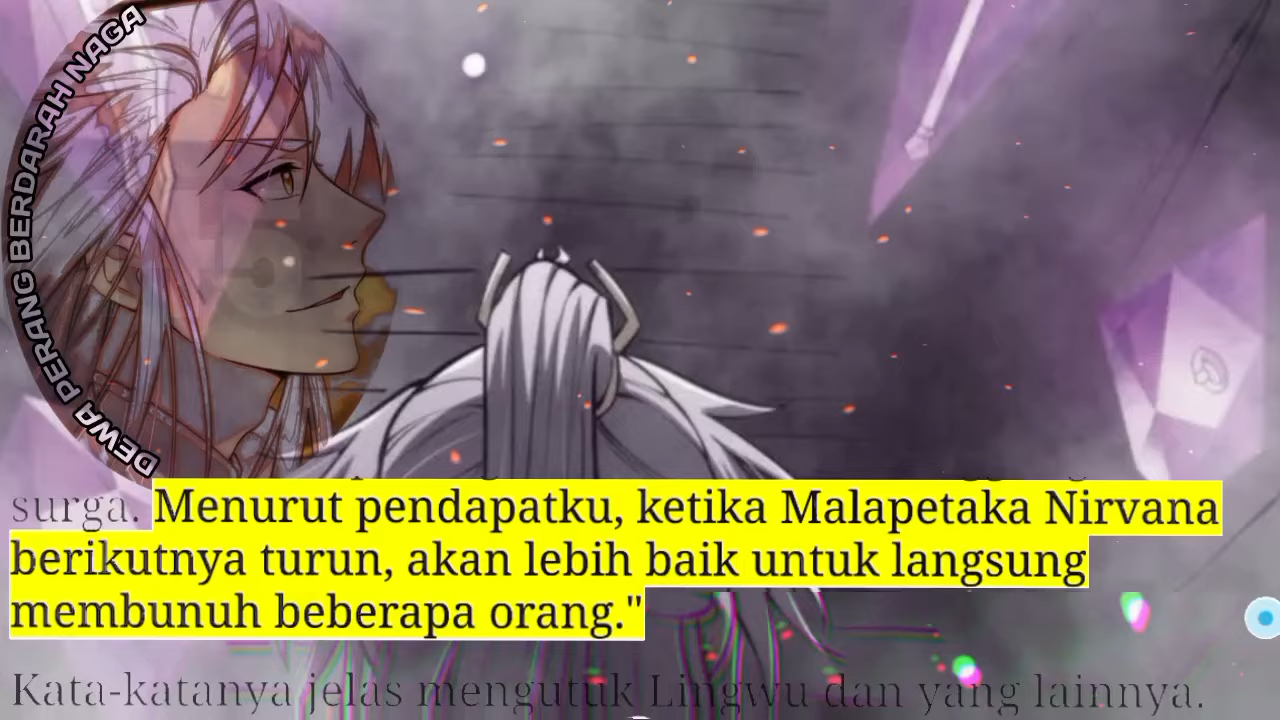 DEWA PERANG BERDARAH NAGA
surga. Menurut pendapatku, ketika Malapetaka Nirvana
berikutnya turun, akan lebih baik untuk langsung
membunuh beberapa orang."
Kata-katanya jelas mengutuk Lingwu dan yang lainnya.